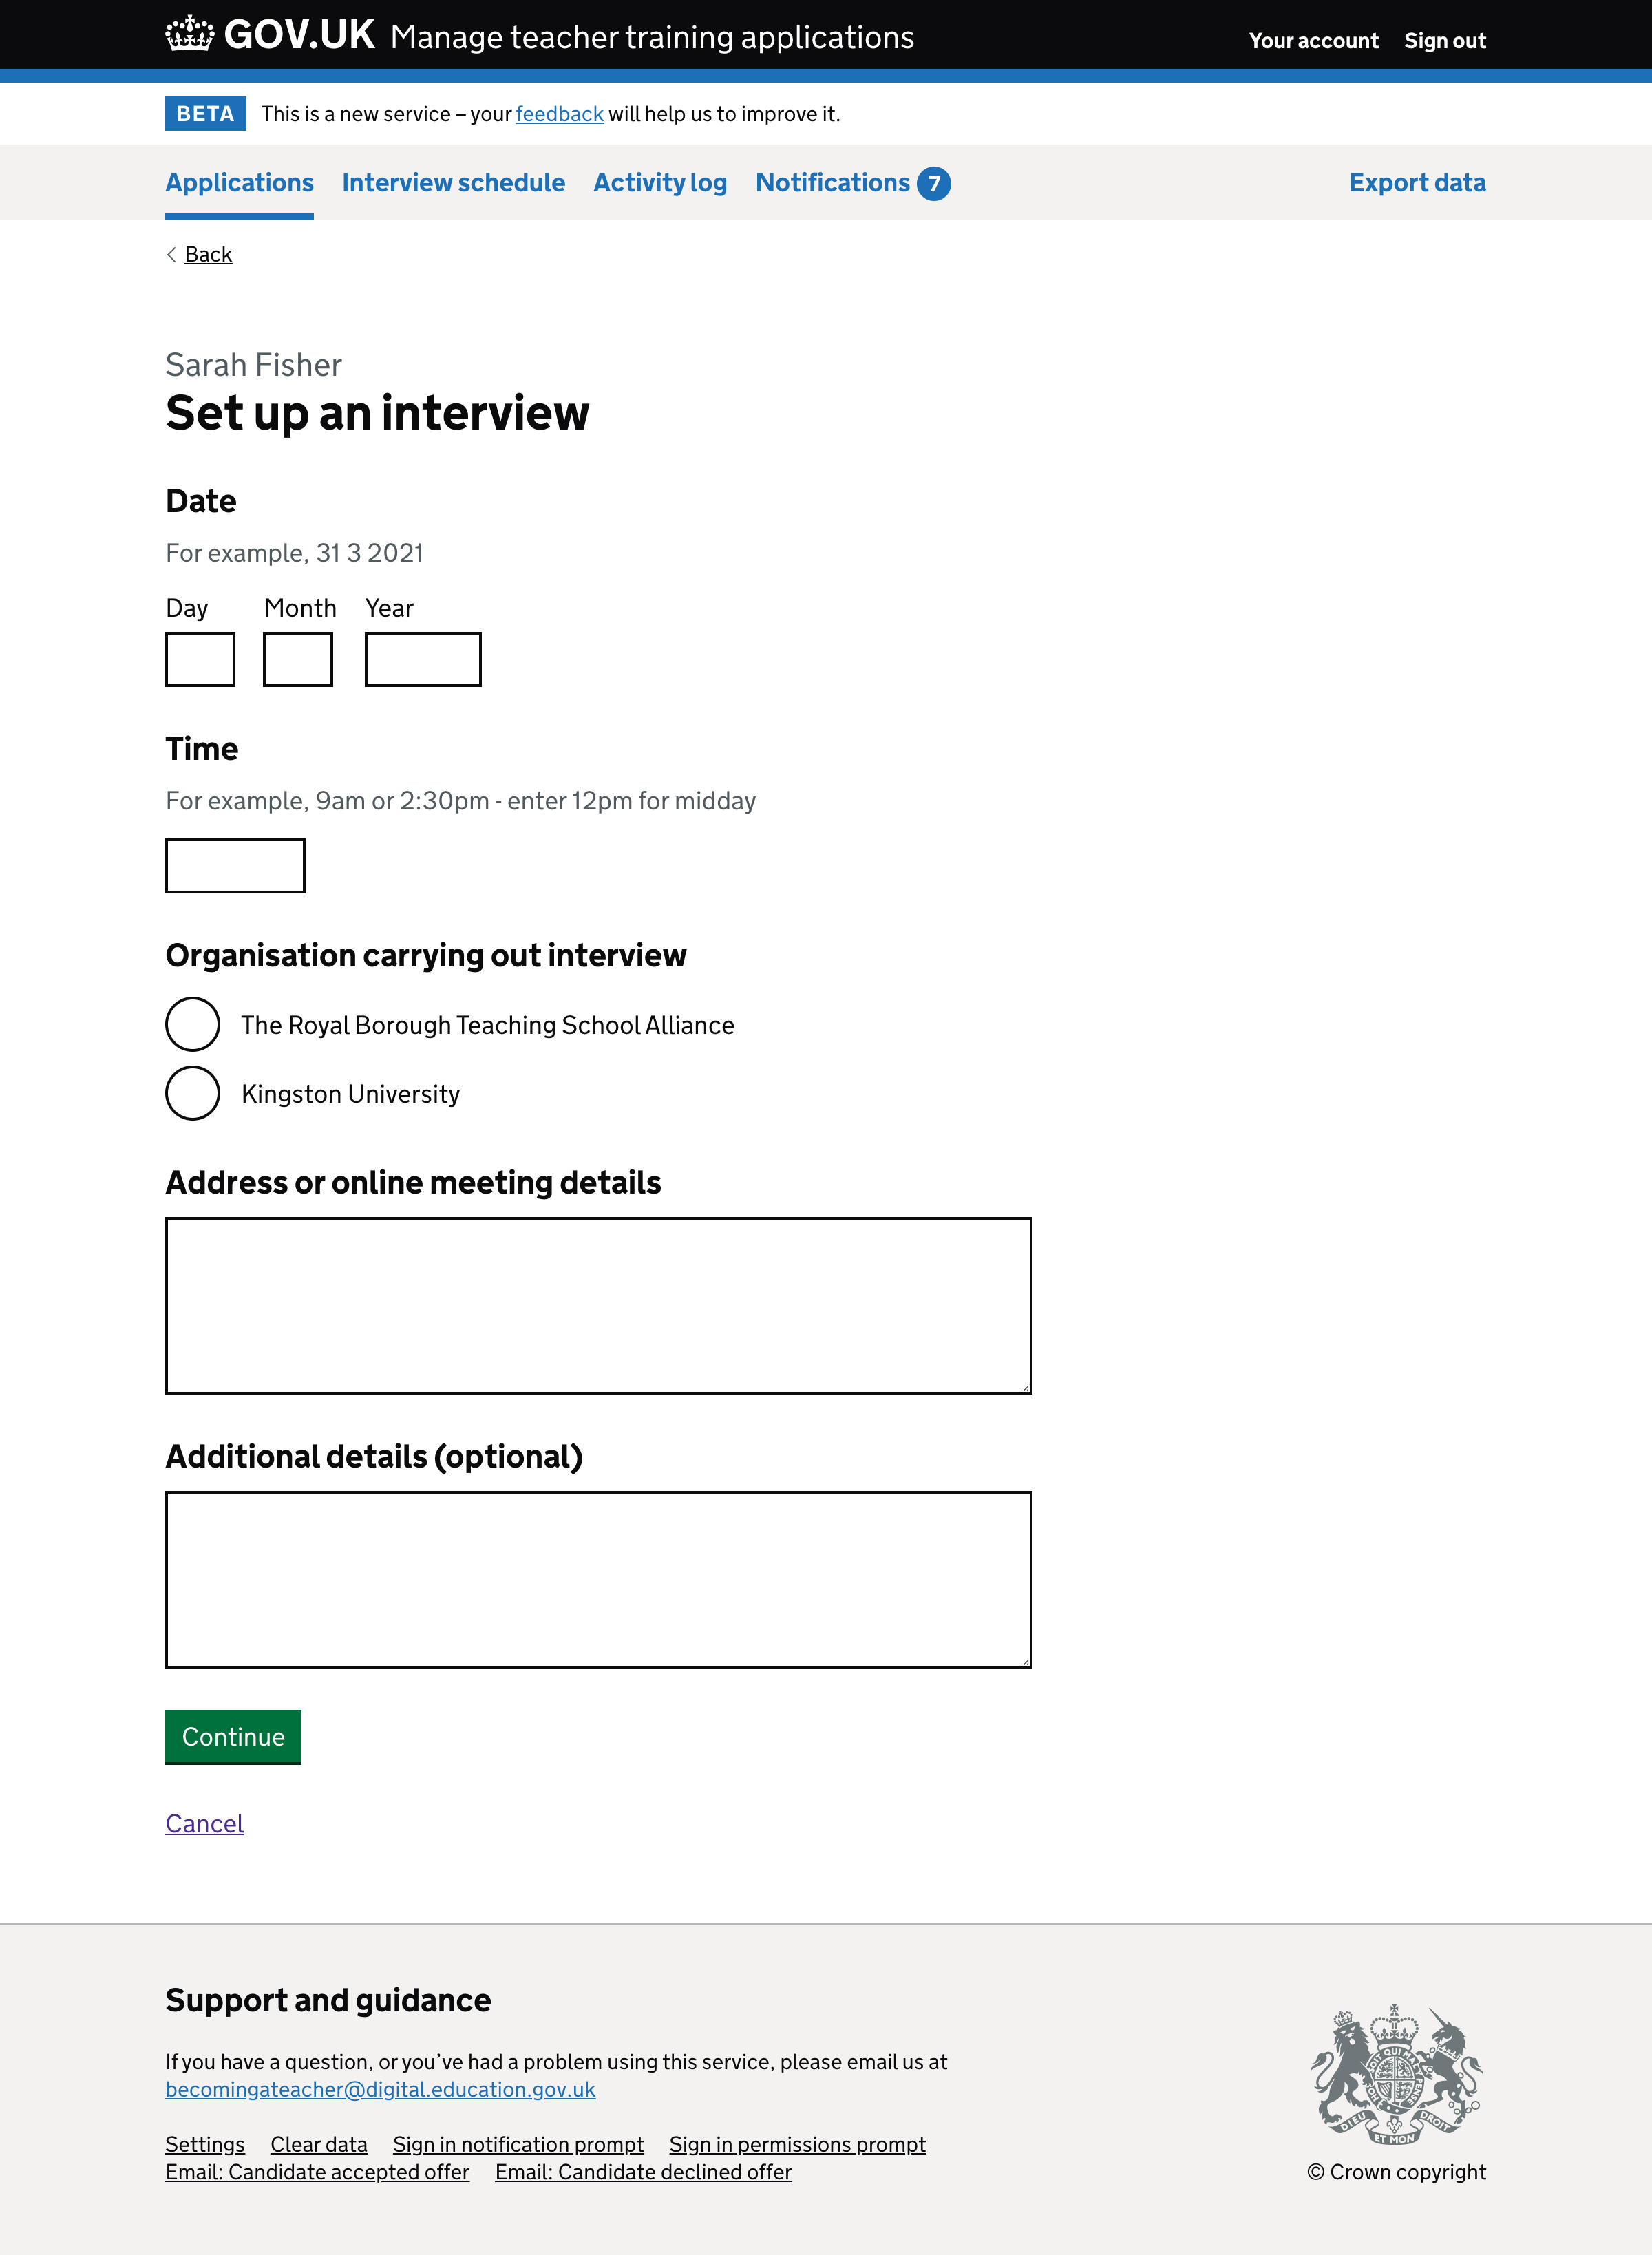 GOV.UK Manage teacher training applications
Your account Sign out
BETA This is a new service – your feedback will help us to improve it.
Applications Interview schedule Activity log Notifications 7 Export data
Back
Sarah Fisher
Set up an interview
Date
For example, 31 3 2021
Day Month Year
Time
For example, 9am or 2:30pm - enter 12pm for midday
Organisation carrying out interview
The Royal Borough Teaching School Alliance
Kingston University
Address or online meeting details
Additional details (optional)
Continue
Cancel
Support and guidance
If you have a question, or you’ve had a problem using this service, please email us at
becomingateacher@digital.education.gov.uk
Settings Clear data Sign in notification prompt Sign in permissions prompt
Email: Candidate accepted offer Email: Candidate declined offer
DIEU ET MON DROIT
© Crown copyright